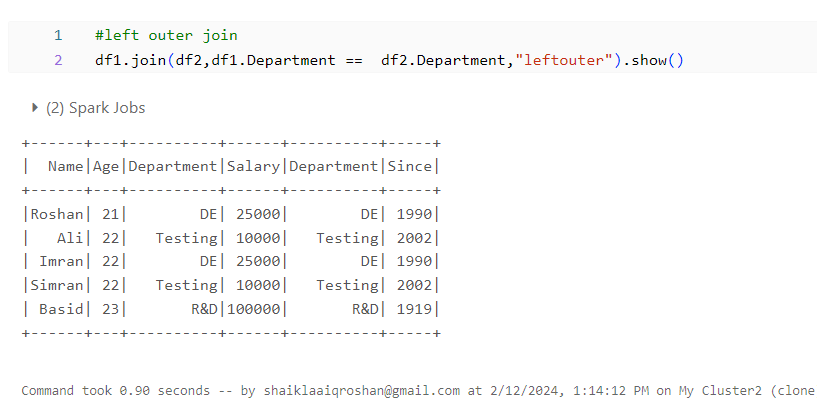 1 #left outer join
2 df1.join(df2,df1.Department ==  df2.Department,"leftouter").show()
(2) Spark Jobs
+------+---+----------+------+----------+-----+
|  Name|Age|Department|Salary|Department|Since|
+------+---+----------+------+----------+-----+
|Roshan| 21|        DE| 25000|        DE| 1990|
|   Ali| 22|   Testing| 10000|   Testing| 2002|
| Imran| 22|        DE| 25000|        DE| 1990|
|Simran| 22|   Testing| 10000|   Testing| 2002|
| Basid| 23|       R&D|100000|       R&D| 1919|
+------+---+----------+------+----------+-----+
Command took 0.90 seconds -- by shaiklaaiqroshan@gmail.com at 2/12/2024, 1:14:12 PM on My Cluster2 (clone